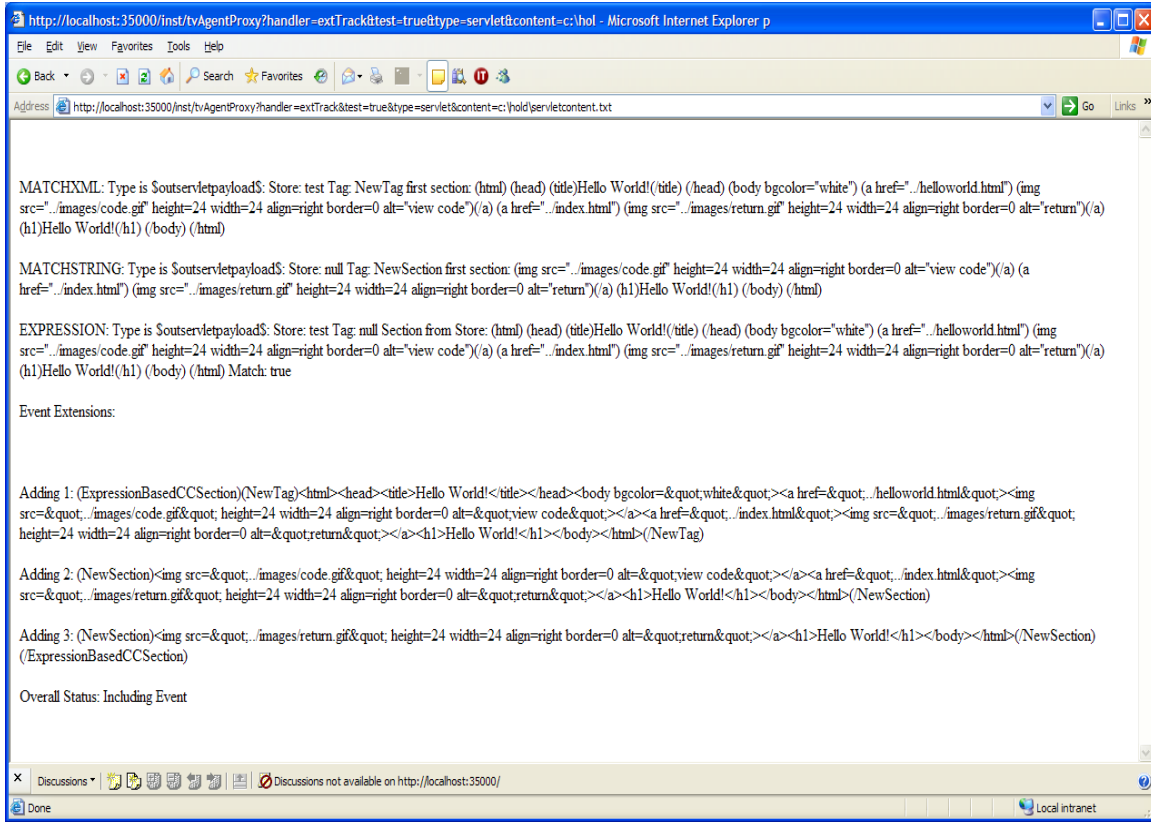 http://localhost:35000/inst/tvAgentProxy?handler=extTrack&test=true&type=servlet&content=c:\hol - Microsoft Internet Explorer p
File Edit View Favorites Tools Help
Back Search Favorites
Address http://localhost:35000/inst/tvAgentProxy?handler=extTrack&test=true&type=servlet&content=c:\hold\servletcontent.txt Go Links »
MATCHXML: Type is $outservletpayload$: Store: test Tag: NewTag first section: (html) (head) (title)Hello World!(/title) (/head) (body bgcolor="white") (a href="../helloworld.html") (img
src="../images/code.gif" height=24 width=24 align=right border=0 alt="view code")(/a) (a href="../index.html") (img src="../images/return.gif" height=24 width=24 align=right border=0 alt="return")(/a)
(h1)Hello World!(/h1) (/body) (/html)
MATCHSTRING: Type is $outservletpayload$: Store: null Tag: NewSection first section: (img src="../images/code.gif" height=24 width=24 align=right border=0 alt="view code")(/a) (a
href="../index.html") (img src="../images/return.gif" height=24 width=24 align=right border=0 alt="return")(/a) (h1)Hello World!(/h1) (/body) (/html)
EXPRESSION: Type is $outservletpayload$: Store: test Tag: null Section from Store: (html) (head) (title)Hello World!(/title) (/head) (body bgcolor="white") (a href="../helloworld.html") (img
src="../images/code.gif" height=24 width=24 align=right border=0 alt="view code")(/a) (a href="../index.html") (img src="../images/return.gif" height=24 width=24 align=right border=0 alt="return")(/a)
(h1)Hello World!(/h1) (/body) (/html) Match: true
Event Extensions:
Adding 1: (ExpressionBasedCCSection)(NewTag)<html><head><title>Hello World!</title></head><body bgcolor=&quot;white&quot;><a href=&quot;../helloworld.html&quot;><img
src=&quot;../images/code.gif&quot; height=24 width=24 align=right border=0 alt=&quot;view code&quot;></a><a href=&quot;../index.html&quot;><img src=&quot;../images/return.gif&quot;
height=24 width=24 align=right border=0 alt=&quot;return&quot;></a><h1>Hello World!</h1></body></html>(/NewTag)
Adding 2: (NewSection)<img src=&quot;../images/code.gif&quot; height=24 width=24 align=right border=0 alt=&quot;view code&quot;></a><a href=&quot;../index.html&quot;><img
src=&quot;../images/return.gif&quot; height=24 width=24 align=right border=0 alt=&quot;return&quot;></a><h1>Hello World!</h1></body></html>(/NewSection)
Adding 3: (NewSection)<img src=&quot;../images/return.gif&quot; height=24 width=24 align=right border=0 alt=&quot;return&quot;></a><h1>Hello World!</h1></body></html>(/NewSection)
(/ExpressionBasedCCSection)
Overall Status: Including Event
Discussions Discussions not available on http://localhost:35000/
Done Local intranet